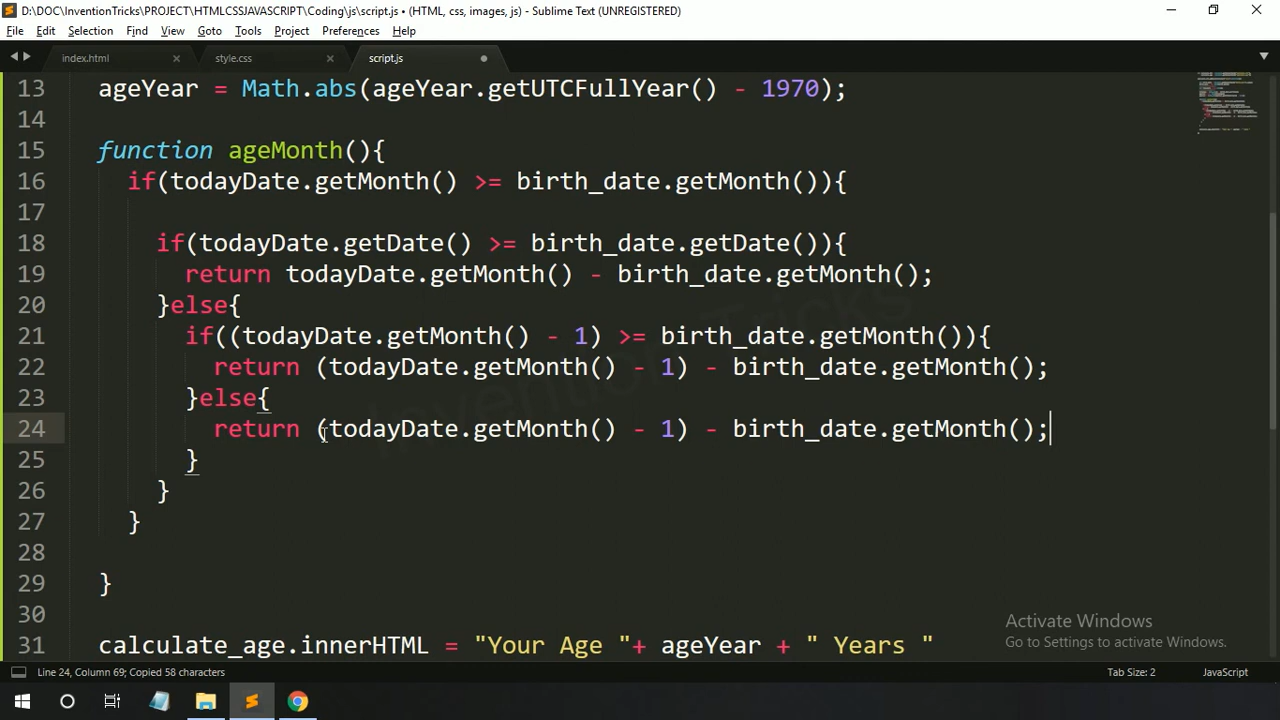 D:\DOC\InventionTricks\PROJECT\HTMLCSSJAVASCRIPT\Coding\js\script.js • (HTML, css, images, js) - Sublime Text (UNREGISTERED)
File Edit Selection Find View Goto Tools Project Preferences Help
index.html style.css script.js
13 ageYear = Math.abs(ageYear.getUTCFullYear() - 1970);
14
15 function ageMonth(){
16 if(todayDate.getMonth() >= birth_date.getMonth()){
17
18 if(todayDate.getDate() >= birth_date.getDate()){
19 return todayDate.getMonth() - birth_date.getMonth();
20 }else{
21 if((todayDate.getMonth() - 1) >= birth_date.getMonth()){
22 return (todayDate.getMonth() - 1) - birth_date.getMonth();
23 }else{
24 return (todayDate.getMonth() - 1) - birth_date.getMonth();
25 }
26 }
27 }
28
29 }
30
31 calculate_age.innerHTML = "Your Age "+ ageYear + " Years "
InventionTricks
Activate Windows
Go to Settings to activate Windows.
Line 24, Column 69; Copied 58 characters Tab Size: 2 JavaScript